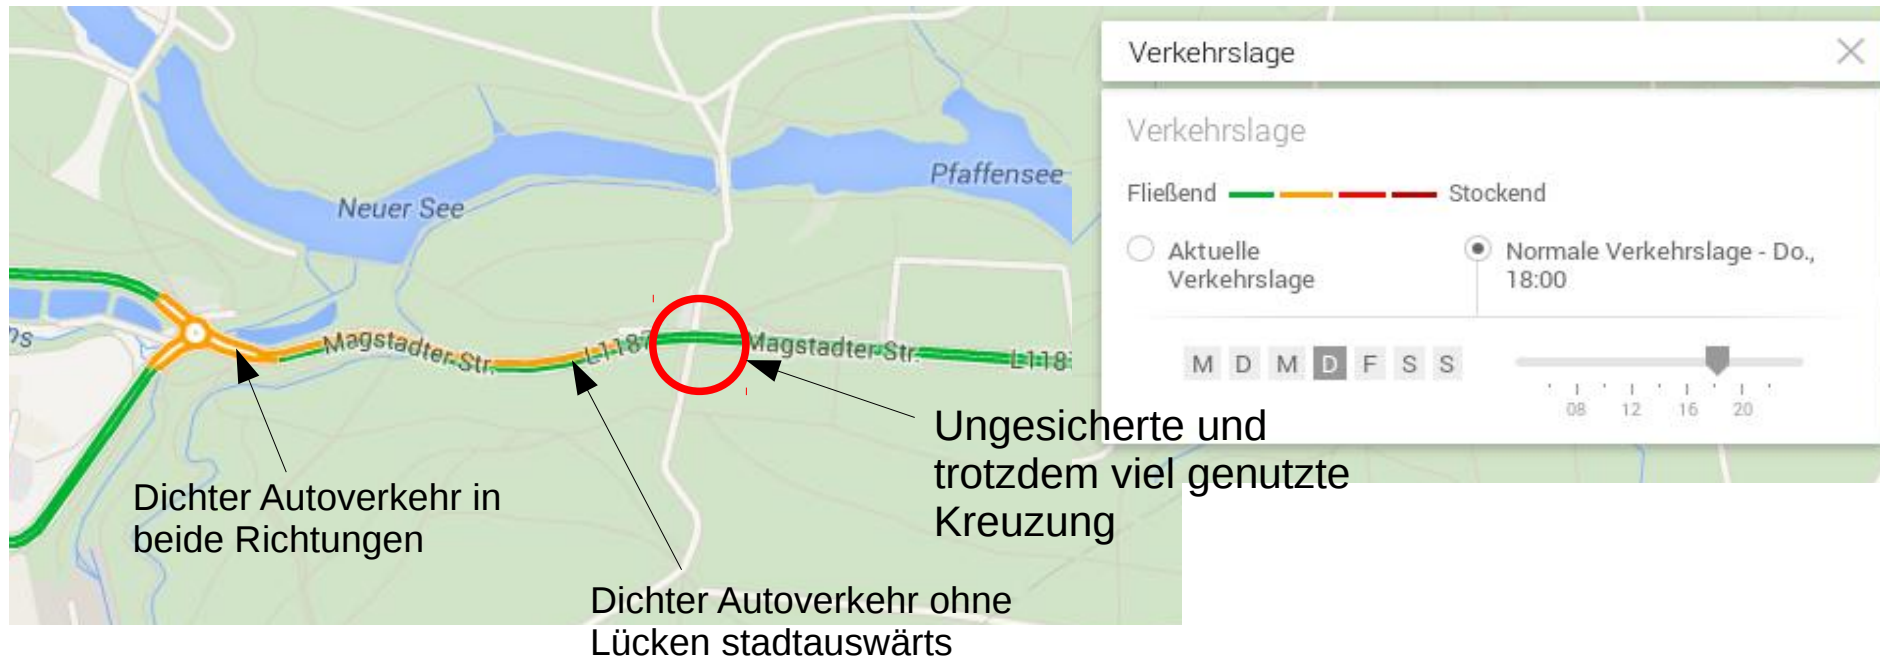 Verkehrslage
Verkehrslage
Fließend
Stockend
Aktuelle
Verkehrslage
Normale Verkehrslage - Do.,
18:00
M D M D F S S
08 12 16 20
Pfaffensee
Neuer See
Magstadter Str.
L1187
Magstadter Str.
L118
Ungesicherte und
trotzdem viel genutzte
Kreuzung
Dichter Autoverkehr in
beide Richtungen
Dichter Autoverkehr ohne
Lücken stadtauswärts